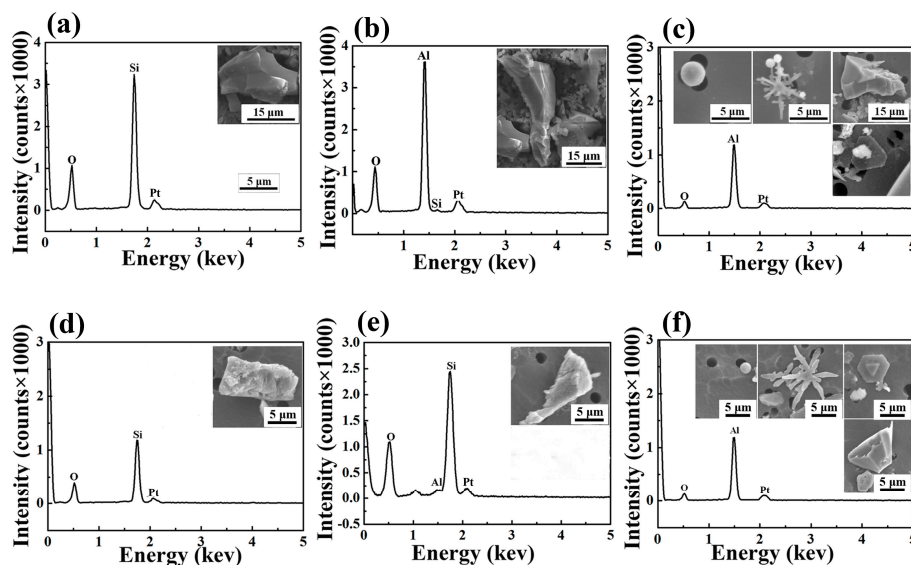 (a)
Intensity (counts×1000)
4
3
2
1
0
Si
O
Pt
15 μm
5 μm
0 1 2 3 4 5
Energy (kev)
(b)
Intensity (counts×1000)
4
3
2
1
0
Al
O
Si
Pt
15 μm
0 1 2 3 4 5
Energy (kev)
(c)
Intensity (counts×1000)
3
2
1
0
5 μm
5 μm
15 μm
5 μm
Al
O
Pt
0 1 2 3 4 5
Energy (kev)
(d)
Intensity (counts×1000)
3
2
1
0
Si
O
Pt
5 μm
0 1 2 3 4 5
Energy (kev)
(e)
Intensity (counts×1000)
3.0
2.5
2.0
1.5
1.0
0.5
0.0
-0.5
Si
O
Al
Pt
5 μm
0 1 2 3 4 5
Energy (kev)
(f)
Intensity (counts×1000)
3
2
1
0
5 μm
5 μm
5 μm
5 μm
Al
O
Pt
0 1 2 3 4 5
Energy (kev)